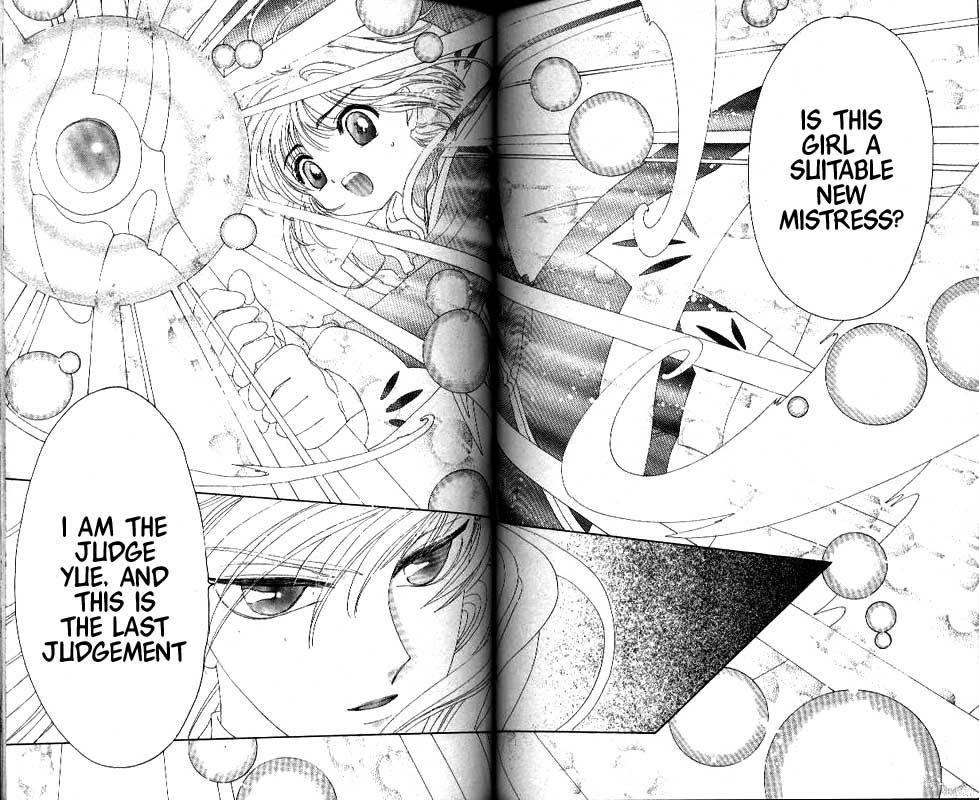 IS THIS
GIRL A
SUITABLE
NEW
MISTRESS?
I AM THE
JUDGE
YUE, AND
THIS IS
THE LAST
JUDGEMENT